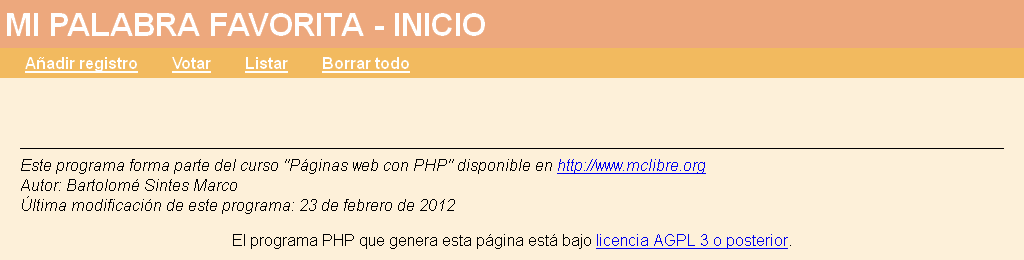 MI PALABRA FAVORITA - INICIO
Añadir registro Votar Listar Borrar todo
Este programa forma parte del curso "Páginas web con PHP" disponible en http://www.mclibre.org
Autor: Bartolomé Sintes Marco
Última modificación de este programa: 23 de febrero de 2012
El programa PHP que genera esta página está bajo licencia AGPL 3 o posterior.